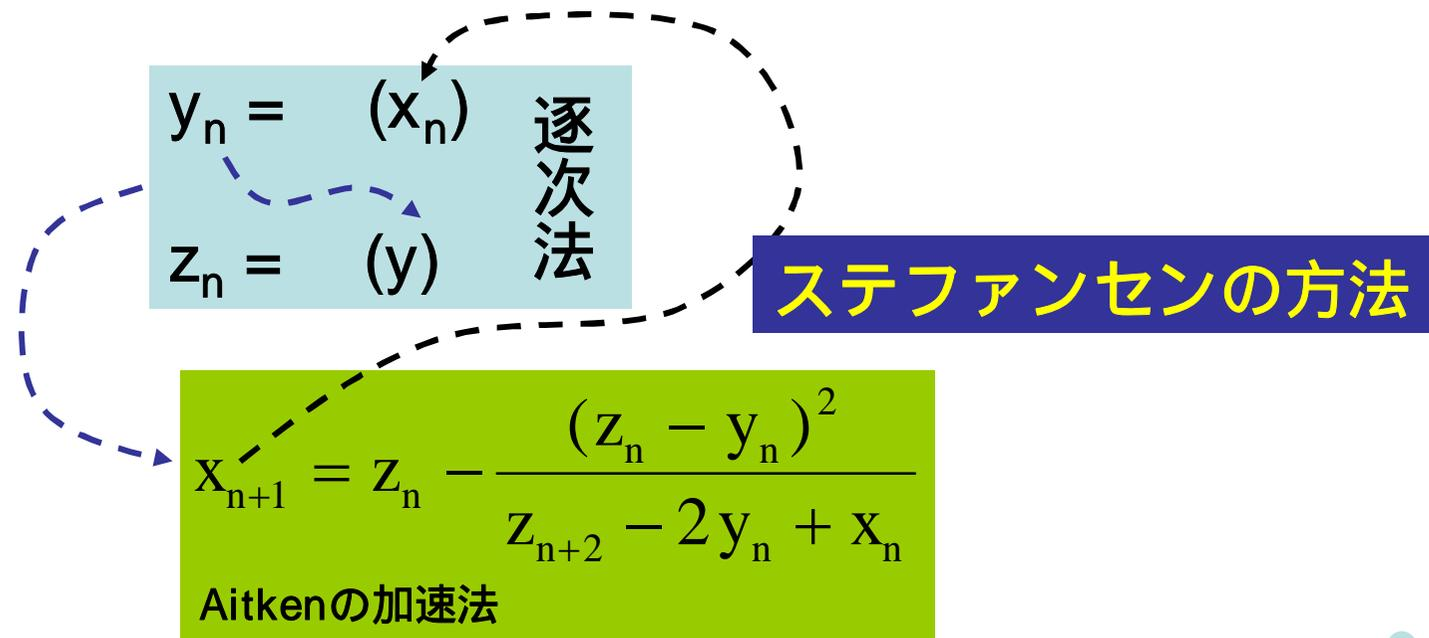 yₙ = (xₙ)
逐次法
zₙ = (y)
ステファンセンの方法
xₙ₊₁ = zₙ − (zₙ − yₙ)² / (zₙ₊₂ − 2yₙ + xₙ)
Aitkenの加速法